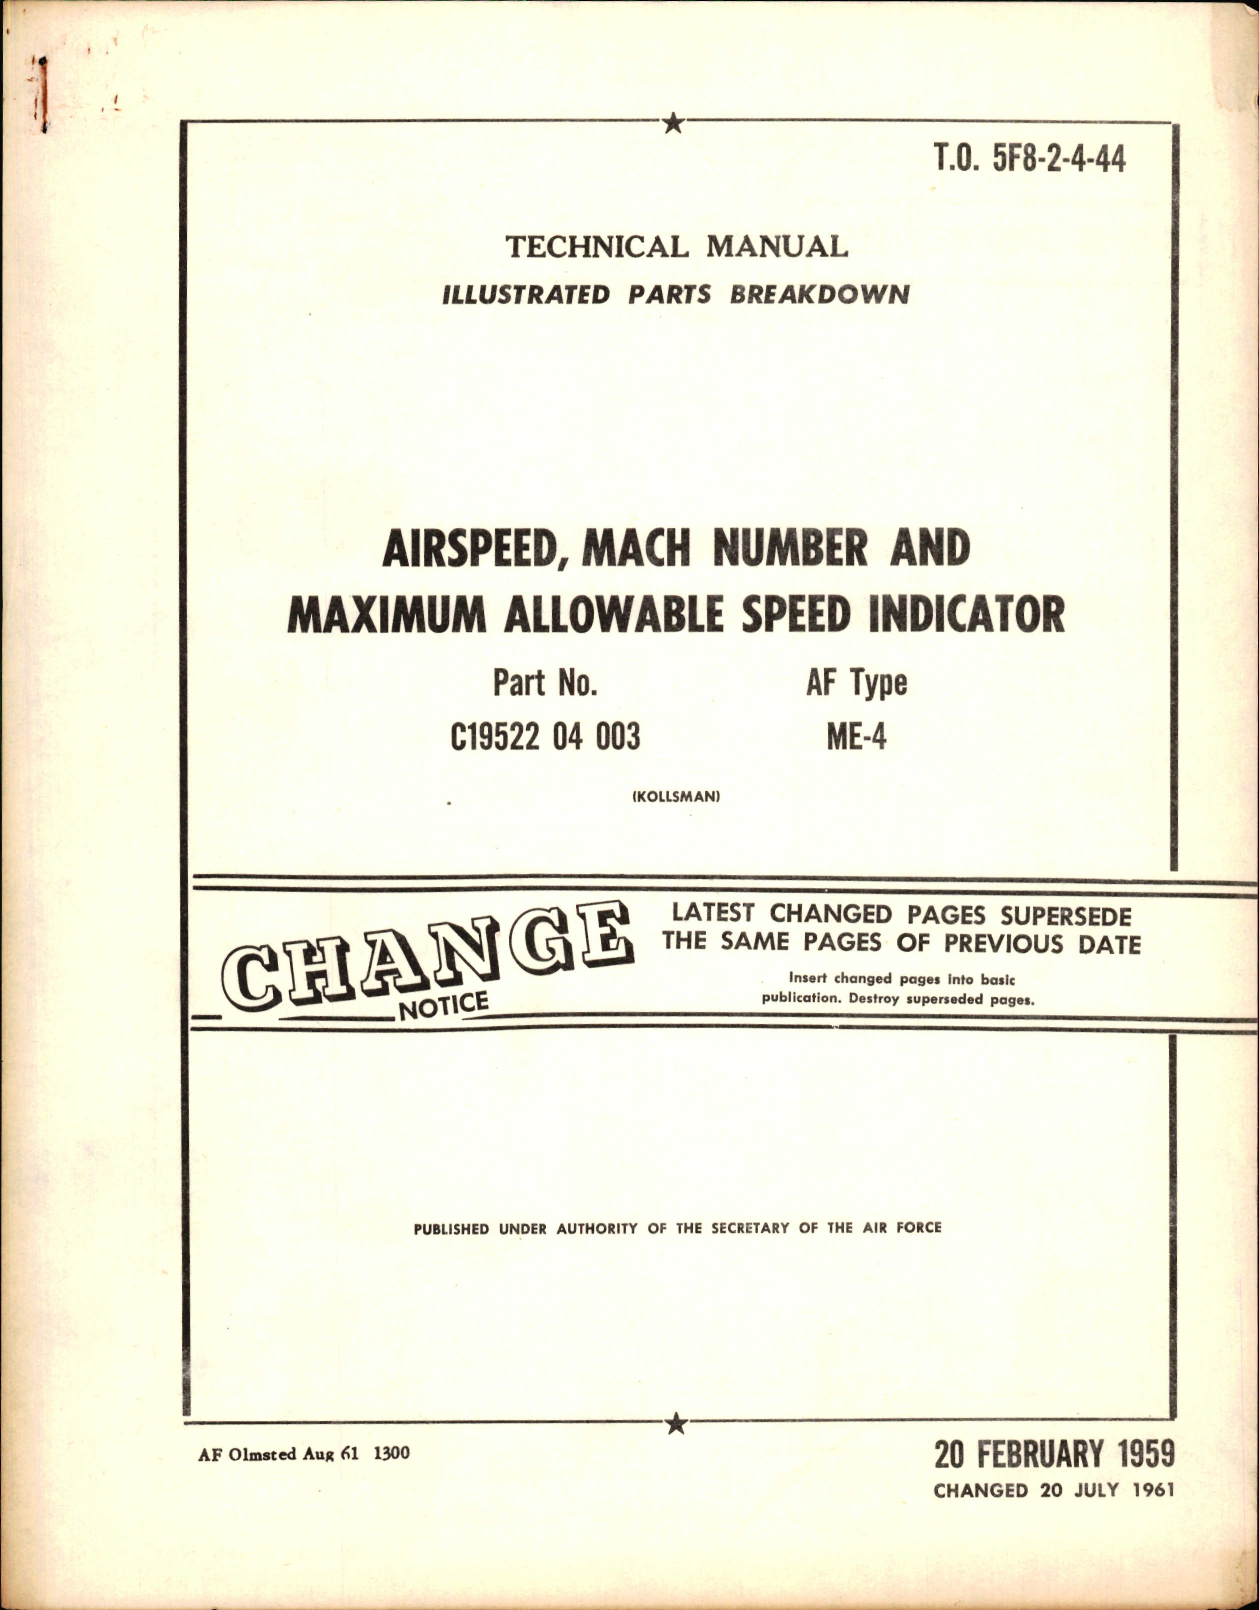 T.O. 5F8-2-4-44
TECHNICAL MANUAL
ILLUSTRATED PARTS BREAKDOWN
AIRSPEED, MACH NUMBER AND
MAXIMUM ALLOWABLE SPEED INDICATOR
Part No. AF Type
C19522 04 003 ME-4
(KOLLSMAN)
CHANGE
NOTICE
LATEST CHANGED PAGES SUPERSEDE
THE SAME PAGES OF PREVIOUS DATE
Insert changed pages into basic
publication. Destroy superseded pages.
PUBLISHED UNDER AUTHORITY OF THE SECRETARY OF THE AIR FORCE
AF Olmsted Aug 61 1300
20 FEBRUARY 1959
CHANGED 20 JULY 1961